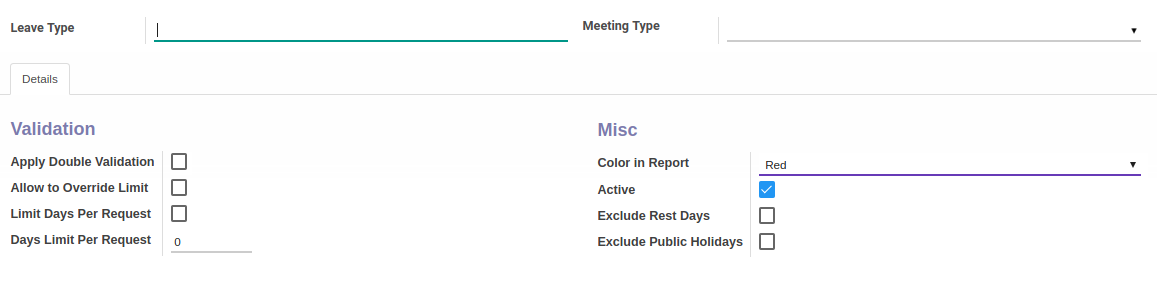 Leave Type
Meeting Type
Details
Validation
Apply Double Validation
Allow to Override Limit
Limit Days Per Request
Days Limit Per Request 0
Misc
Color in Report Red
Active
Exclude Rest Days
Exclude Public Holidays